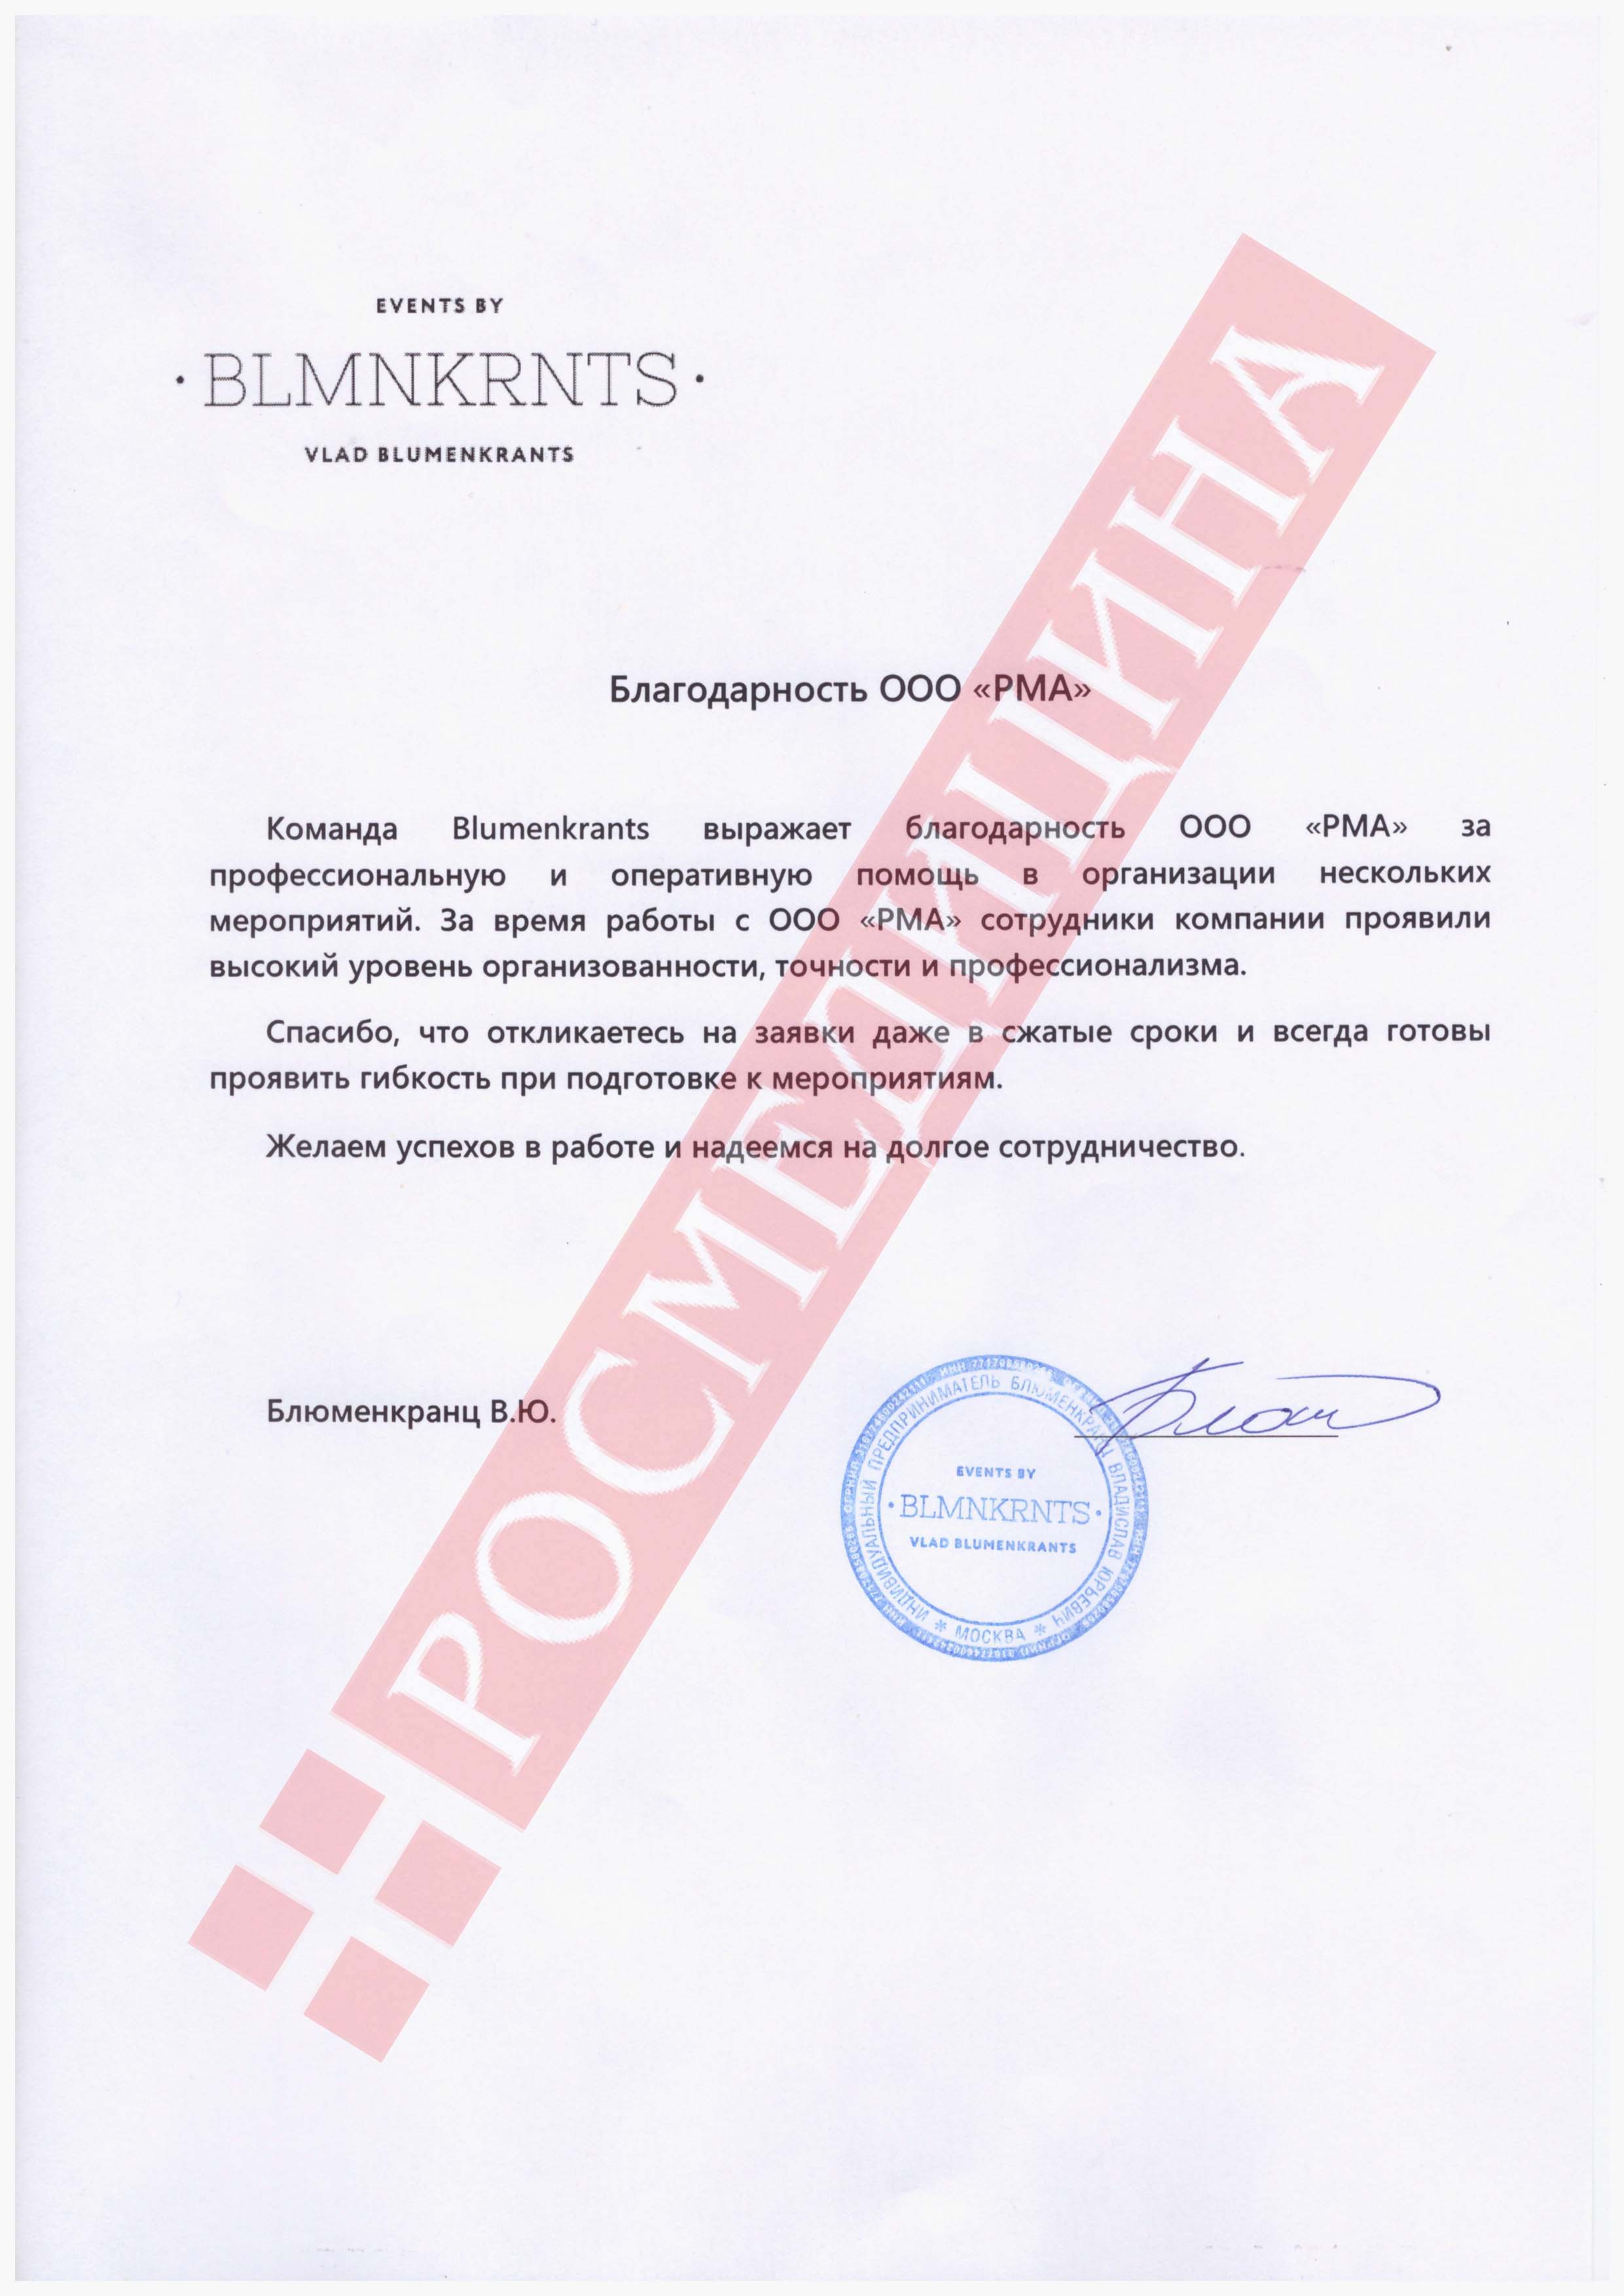 EVENTS BY
· BLMNKRNTS ·
VLAD BLUMENKRANTS
Благодарность ООО «РМА»
Команда Blumenkrants выражает благодарность ООО «РМА» за
профессиональную и оперативную помощь в организации нескольких
мероприятий. За время работы с ООО «РМА» сотрудники компании проявили
высокий уровень организованности, точности и профессионализма.
Спасибо, что откликаетесь на заявки даже в сжатые сроки и всегда готовы
проявить гибкость при подготовке к мероприятиям.
Желаем успехов в работе и надеемся на долгое сотрудничество.
Блюменкранц В.Ю.
ИНДИВИДУАЛЬНЫЙ ПРЕДПРИНИМАТЕЛЬ БЛЮМЕНКРАНЦ ВЛАДИСЛАВ ЮРЬЕВИЧ
* МОСКВА *
EVENTS BY
· BLMNKRNTS ·
VLAD BLUMENKRANTS
РОСМЕДИЦИНА